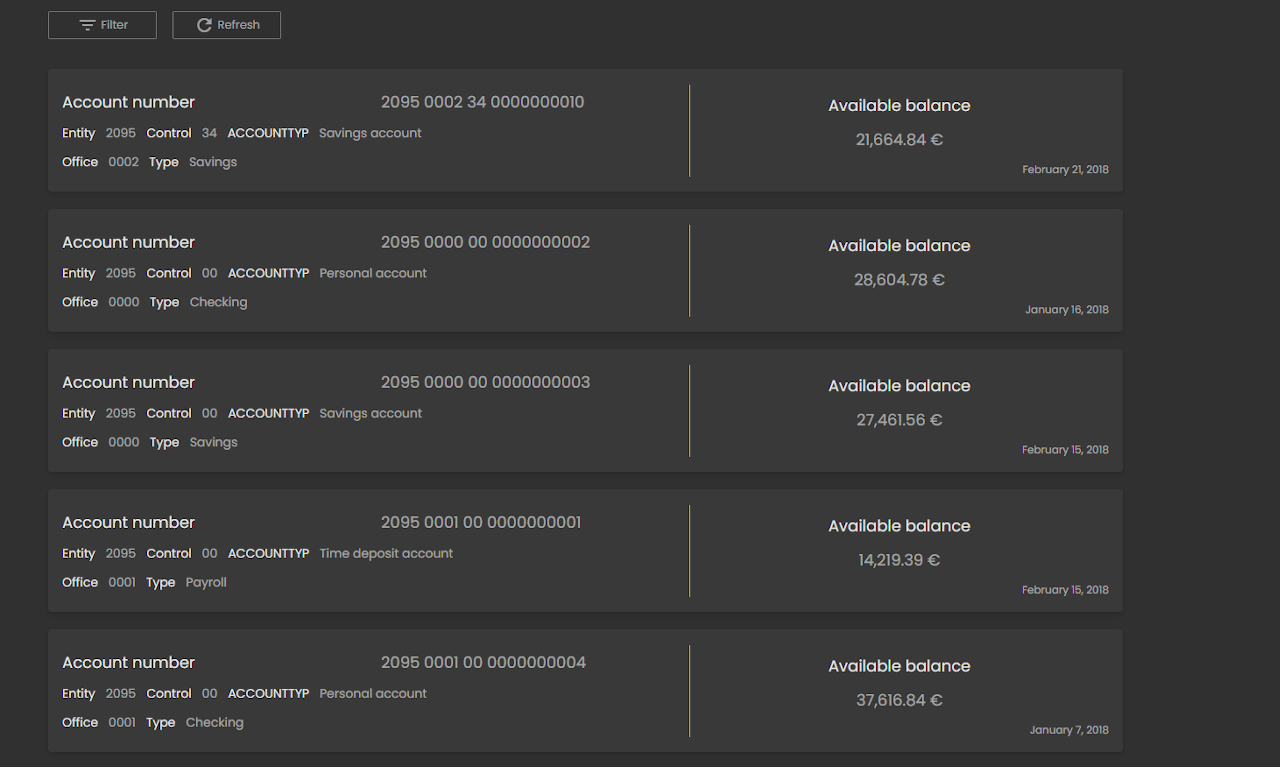 Filter Refresh
Account number 2095 0002 34 0000000010
Available balance
Entity 2095 Control 34 ACCOUNTTYP Savings account
21,664.84 €
Office 0002 Type Savings
February 21, 2018
Account number 2095 0000 00 0000000002
Available balance
Entity 2095 Control 00 ACCOUNTTYP Personal account
28,604.78 €
Office 0000 Type Checking
January 16, 2018
Account number 2095 0000 00 0000000003
Available balance
Entity 2095 Control 00 ACCOUNTTYP Savings account
27,461.56 €
Office 0000 Type Savings
February 15, 2018
Account number 2095 0001 00 0000000001
Available balance
Entity 2095 Control 00 ACCOUNTTYP Time deposit account
14,219.39 €
Office 0001 Type Payroll
February 15, 2018
Account number 2095 0001 00 0000000004
Available balance
Entity 2095 Control 00 ACCOUNTTYP Personal account
37,616.84 €
Office 0001 Type Checking
January 7, 2018